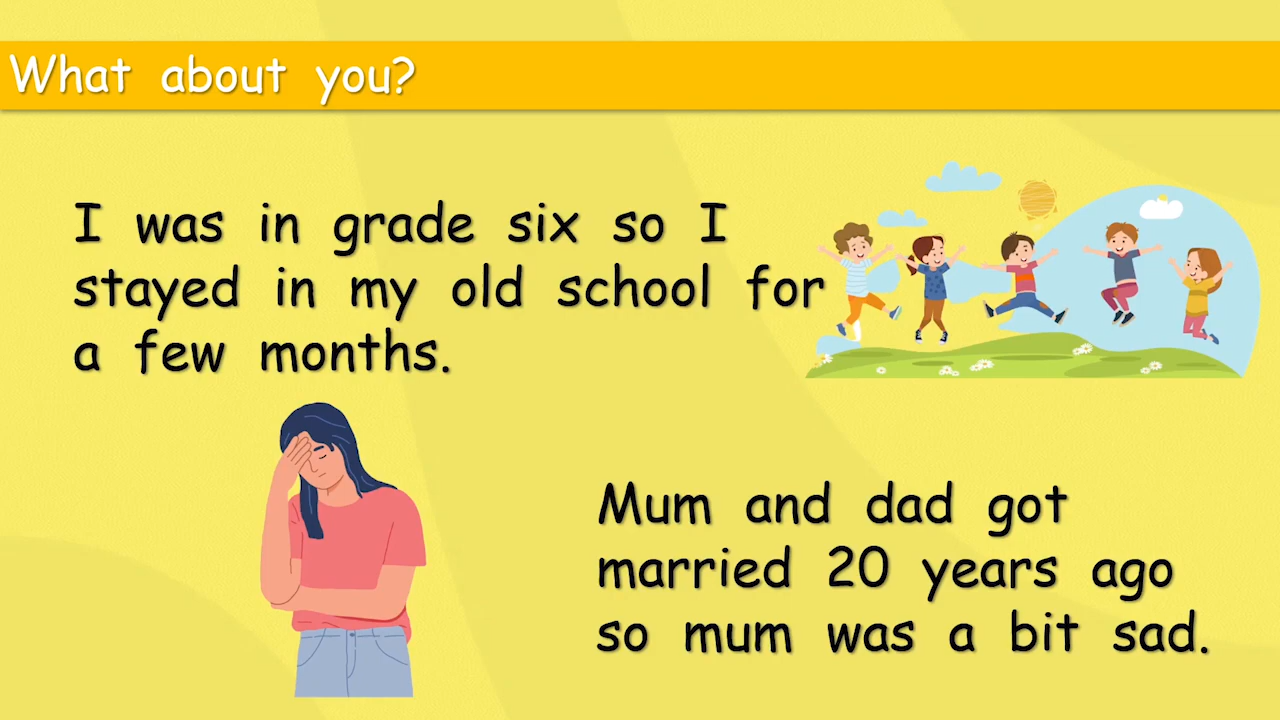 What about you?
I was in grade six so I
stayed in my old school for
a few months.
Mum and dad got
married 20 years ago
so mum was a bit sad.